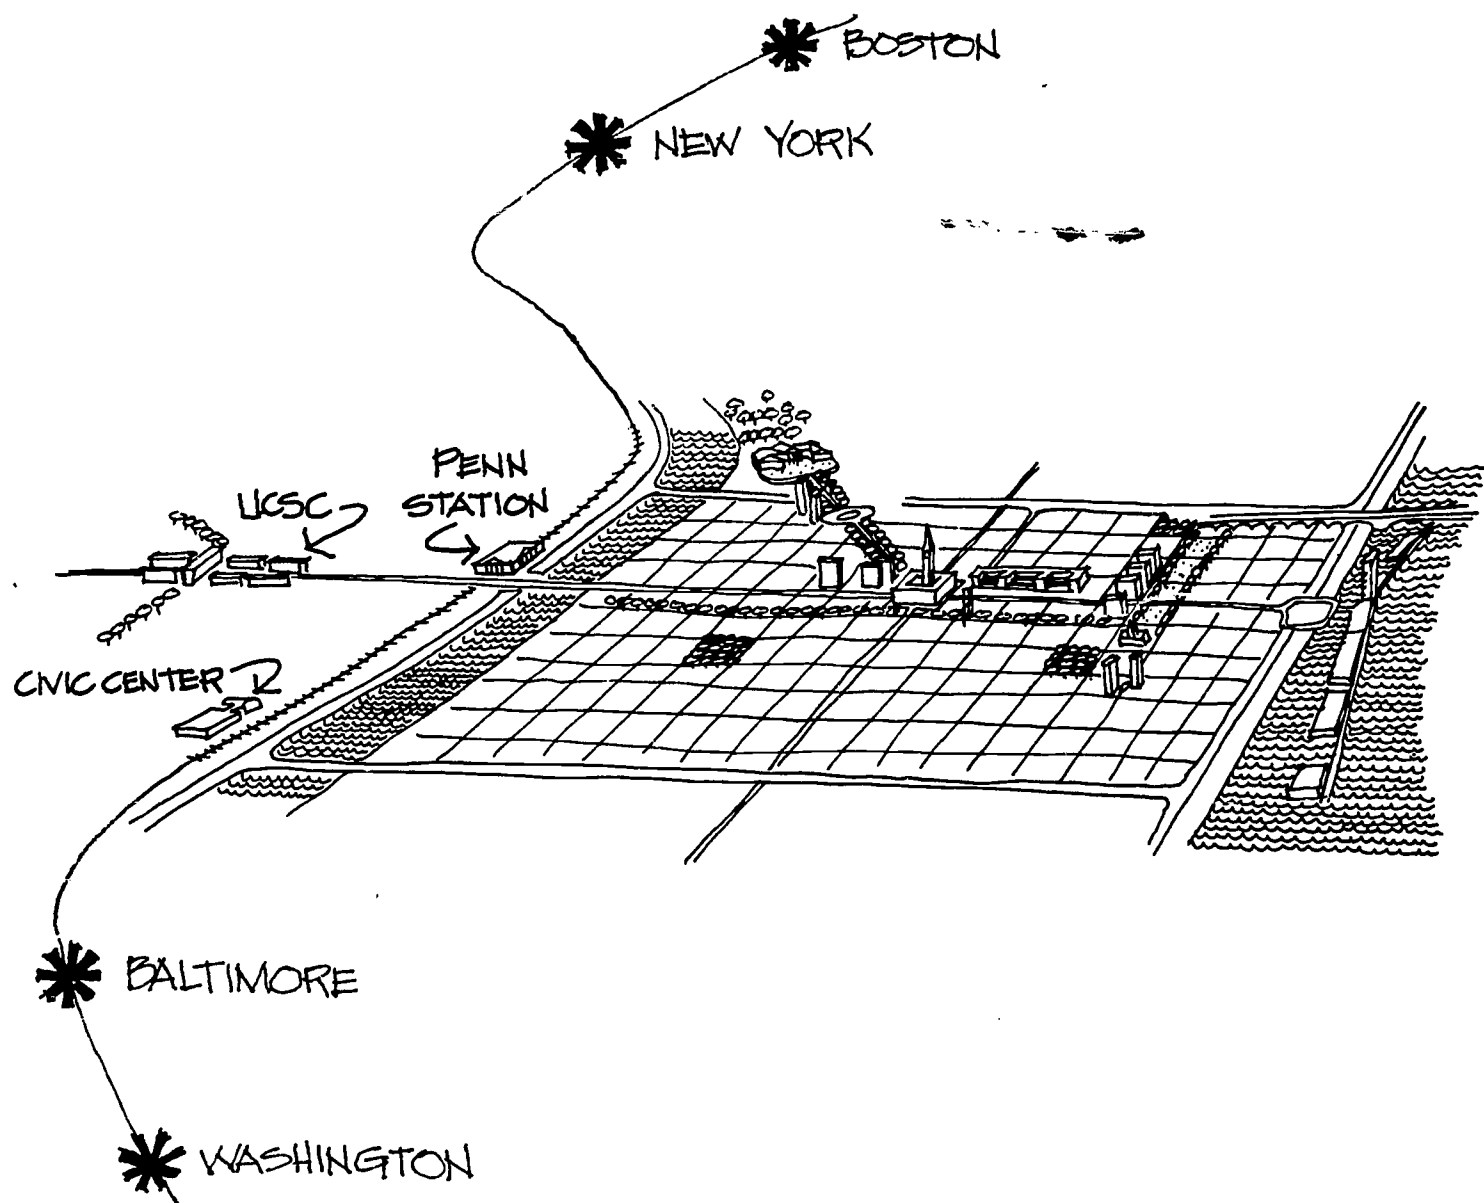 BOSTON
NEW YORK
PENN
STATION
UCSC
CIVIC CENTER
BALTIMORE
WASHINGTON